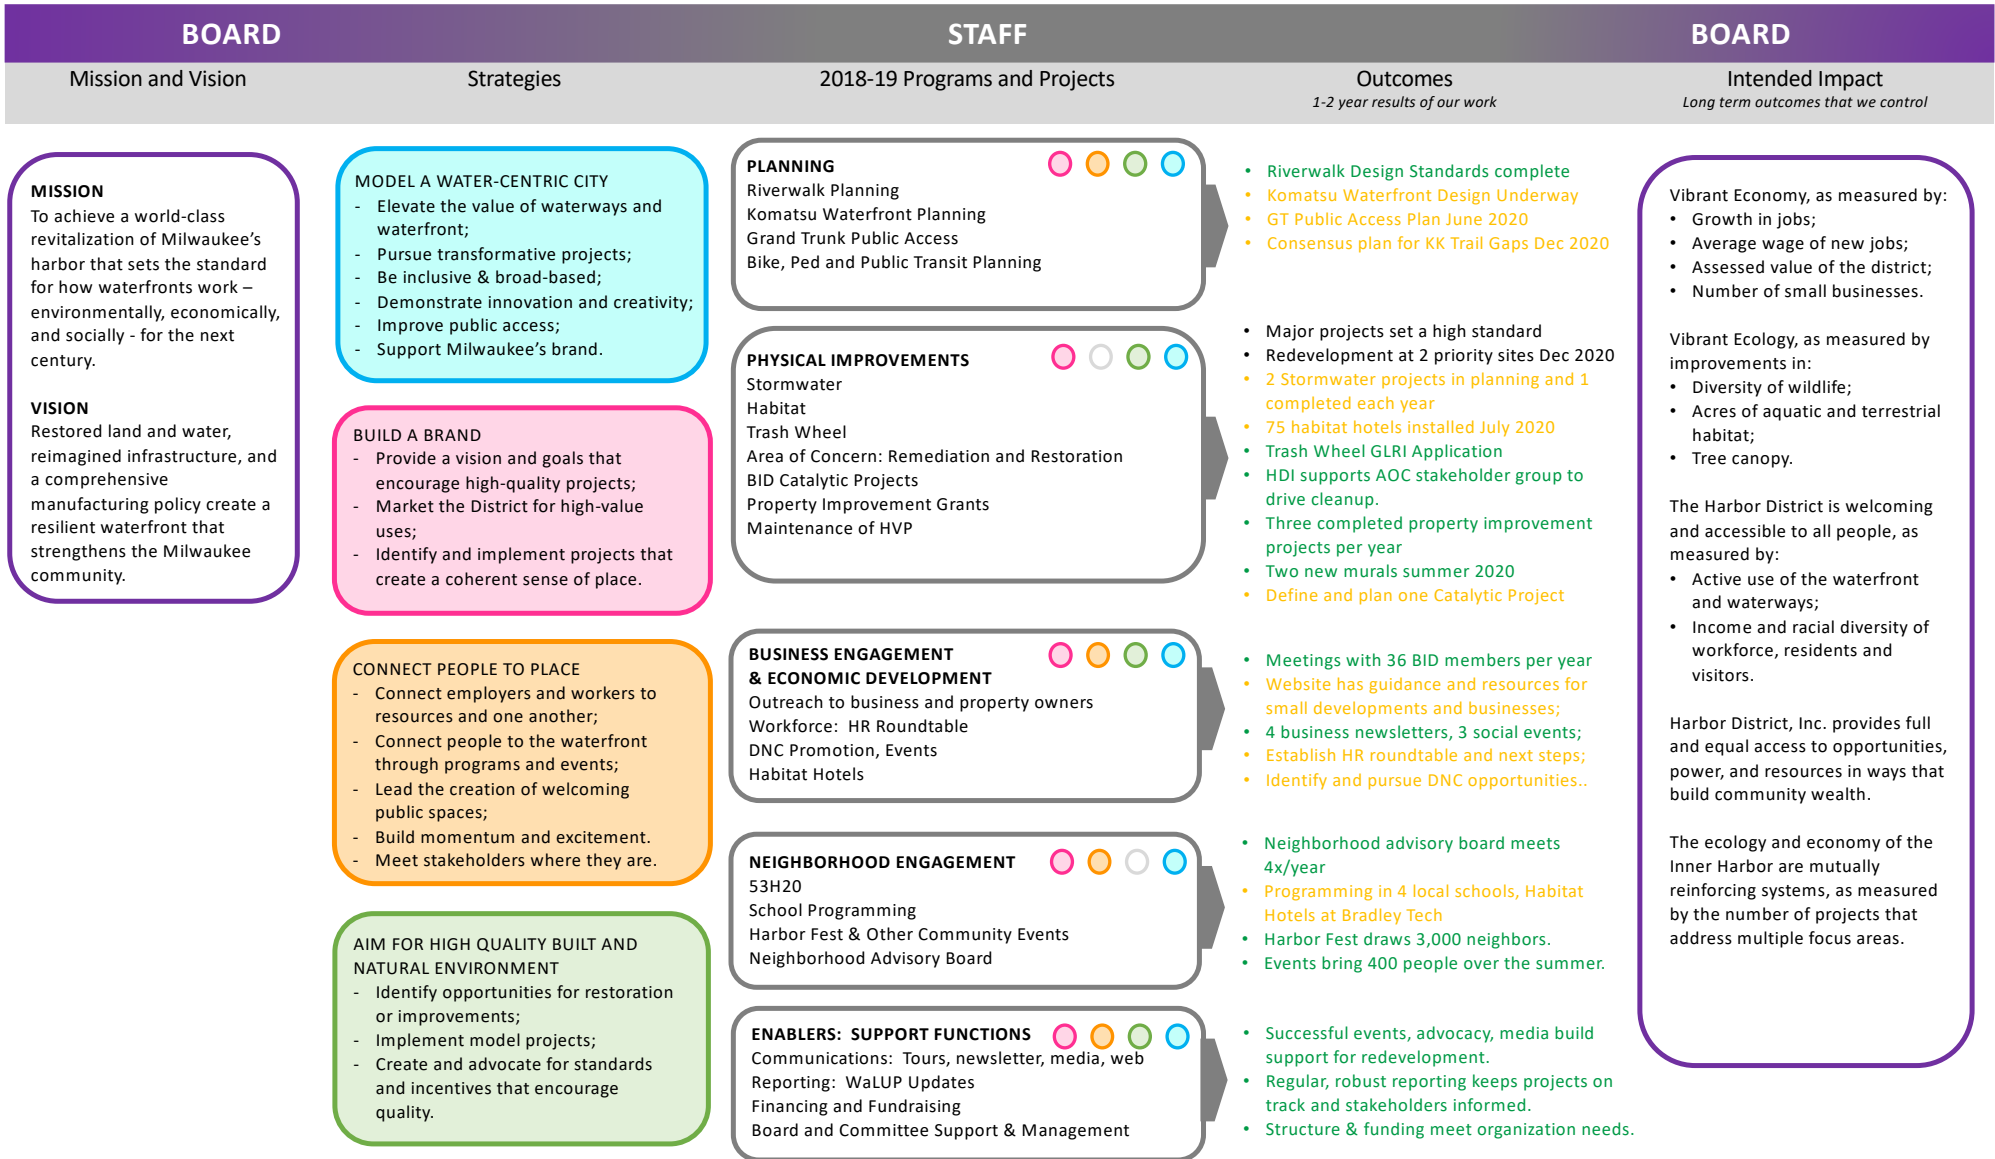 BOARD
STAFF
BOARD
Mission and Vision
Strategies
2018-19 Programs and Projects
Outcomes
1-2 year results of our work
Intended Impact
Long term outcomes that we control
MISSION
To achieve a world-class
revitalization of Milwaukee’s
harbor that sets the standard
for how waterfronts work –
environmentally, economically,
and socially - for the next
century.
VISION
Restored land and water,
reimagined infrastructure, and
a comprehensive
manufacturing policy create a
resilient waterfront that
strengthens the Milwaukee
community.
MODEL A WATER-CENTRIC CITY
- Elevate the value of waterways and
waterfront;
- Pursue transformative projects;
- Be inclusive & broad-based;
- Demonstrate innovation and creativity;
- Improve public access;
- Support Milwaukee’s brand.
BUILD A BRAND
- Provide a vision and goals that
encourage high-quality projects;
- Market the District for high-value
uses;
- Identify and implement projects that
create a coherent sense of place.
CONNECT PEOPLE TO PLACE
- Connect employers and workers to
resources and one another;
- Connect people to the waterfront
through programs and events;
- Lead the creation of welcoming
public spaces;
- Build momentum and excitement.
- Meet stakeholders where they are.
AIM FOR HIGH QUALITY BUILT AND
NATURAL ENVIRONMENT
- Identify opportunities for restoration
or improvements;
- Implement model projects;
- Create and advocate for standards
and incentives that encourage
quality.
PLANNING
Riverwalk Planning
Komatsu Waterfront Planning
Grand Trunk Public Access
Bike, Ped and Public Transit Planning
PHYSICAL IMPROVEMENTS
Stormwater
Habitat
Trash Wheel
Area of Concern: Remediation and Restoration
BID Catalytic Projects
Property Improvement Grants
Maintenance of HVP
BUSINESS ENGAGEMENT
& ECONOMIC DEVELOPMENT
Outreach to business and property owners
Workforce: HR Roundtable
DNC Promotion, Events
Habitat Hotels
NEIGHBORHOOD ENGAGEMENT
53H20
School Programming
Harbor Fest & Other Community Events
Neighborhood Advisory Board
ENABLERS: SUPPORT FUNCTIONS
Communications: Tours, newsletter, media, web
Reporting: WaLUP Updates
Financing and Fundraising
Board and Committee Support & Management
• Riverwalk Design Standards complete
• Komatsu Waterfront Design Underway
• GT Public Access Plan June 2020
• Consensus plan for KK Trail Gaps Dec 2020
• Major projects set a high standard
• Redevelopment at 2 priority sites Dec 2020
• 2 Stormwater projects in planning and 1
completed each year
• 75 habitat hotels installed July 2020
• Trash Wheel GLRI Application
• HDI supports AOC stakeholder group to
drive cleanup.
• Three completed property improvement
projects per year
• Two new murals summer 2020
• Define and plan one Catalytic Project
• Meetings with 36 BID members per year
• Website has guidance and resources for
small developments and businesses;
• 4 business newsletters, 3 social events;
• Establish HR roundtable and next steps;
• Identify and pursue DNC opportunities..
• Neighborhood advisory board meets
4x/year
• Programming in 4 local schools, Habitat
Hotels at Bradley Tech
• Harbor Fest draws 3,000 neighbors.
• Events bring 400 people over the summer.
• Successful events, advocacy, media build
support for redevelopment.
• Regular, robust reporting keeps projects on
track and stakeholders informed.
• Structure & funding meet organization needs.
Vibrant Economy, as measured by:
• Growth in jobs;
• Average wage of new jobs;
• Assessed value of the district;
• Number of small businesses.
Vibrant Ecology, as measured by
improvements in:
• Diversity of wildlife;
• Acres of aquatic and terrestrial
habitat;
• Tree canopy.
The Harbor District is welcoming
and accessible to all people, as
measured by:
• Active use of the waterfront
and waterways;
• Income and racial diversity of
workforce, residents and
visitors.
Harbor District, Inc. provides full
and equal access to opportunities,
power, and resources in ways that
build community wealth.
The ecology and economy of the
Inner Harbor are mutually
reinforcing systems, as measured
by the number of projects that
address multiple focus areas.